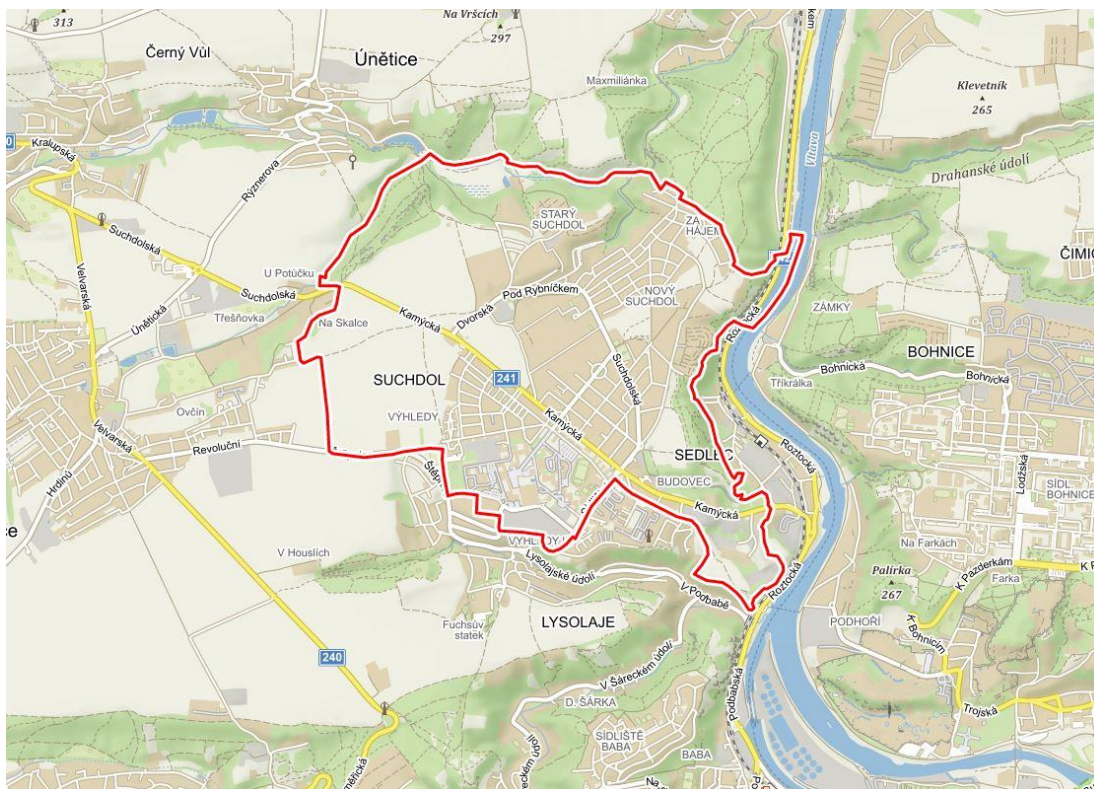 313
Na Vršcích
297
Černý Vůl
Únětice
Maxmiliánka
Klevetník
265
Kralupská
Rýznerova
Vltava
Drahanské údolí
Suchdolská
STARÝ
SUCHDOL
ZA
HÁJEM
ČIMIC
U Potůčku
Velvarská
Suchdolská
Pod Rybníčkem
NOVÝ
SUCHDOL
Únětická
Třešňovka
Na Skalce
Kamýcká
Dvorská
Roztocká
ZÁMKY
BOHNICE
Bohnická
Bohnická
SUCHDOL
241
Suchdolská
Tříkrálka
Ovčín
VÝHLEDY
Kamýcká
Velvarská
Revoluční
Roztocká
Hrdinů
SEDLEC
BUDOVEC
Kamýcká
Lodžská
SÍDL
BOHNICE
V Houslích
VÝHLEDY
Lysolajské údolí
Na Farkách
V Podbabě
Roztocká
Palírka
267
K Pazderkám
Farka
Fuchsův
statek
LYSOLAJE
PODHOŘÍ
K Bohnicím
240
V Šáreckém údolí
D. ŠÁRKA
Podbabská
Trojská
SÍDLIŠTĚ
BABA
BABA